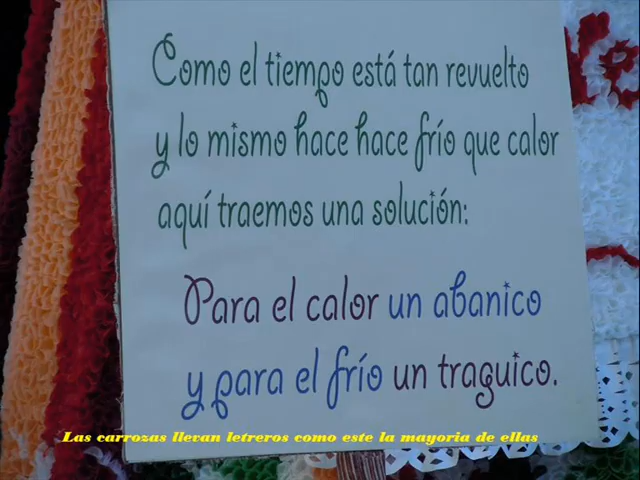 Como el tiempo está tan revuelto
y lo mismo hace hace frío que calor
aquí traemos una solución:
Para el calor un abanico
y para el frío un traguico.
Las carrozas llevan letreros como este la mayoria de ellas